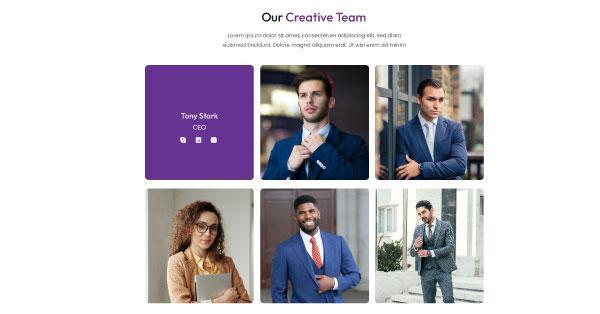 Our Creative Team
Lorem ipsum dolor sit amet, consectetuer adipiscing elit, sed diam
euismod tincidunt. Dolore magna aliquam erat. Ut wisi enim ad minim
Tony Stark
CEO